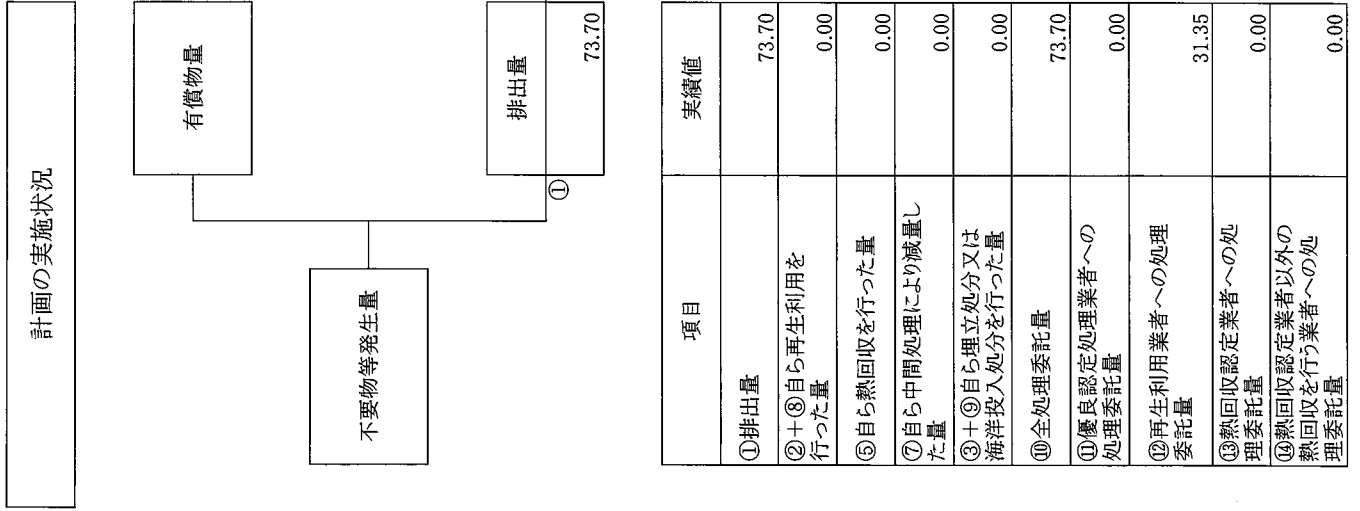 計画の実施状況
有償物量
不要物等発生量
排出量
①
73.70
項目 実績値
①排出量 73.70
②+⑧自ら再生利用を
行った量 0.00
⑤自ら熱回収を行った量 0.00
⑦自ら中間処理により減量し
た量 0.00
③+⑨自ら埋立処分又は
海洋投入処分を行った量 0.00
⑩全処理委託量 73.70
⑪優良認定処理業者への
処理委託量 0.00
⑫再生利用業者への処理
委託量 31.35
⑬熱回収認定業者への処
理委託量 0.00
⑭熱回収認定業者以外の
熱回収を行う業者への処
理委託量 0.00